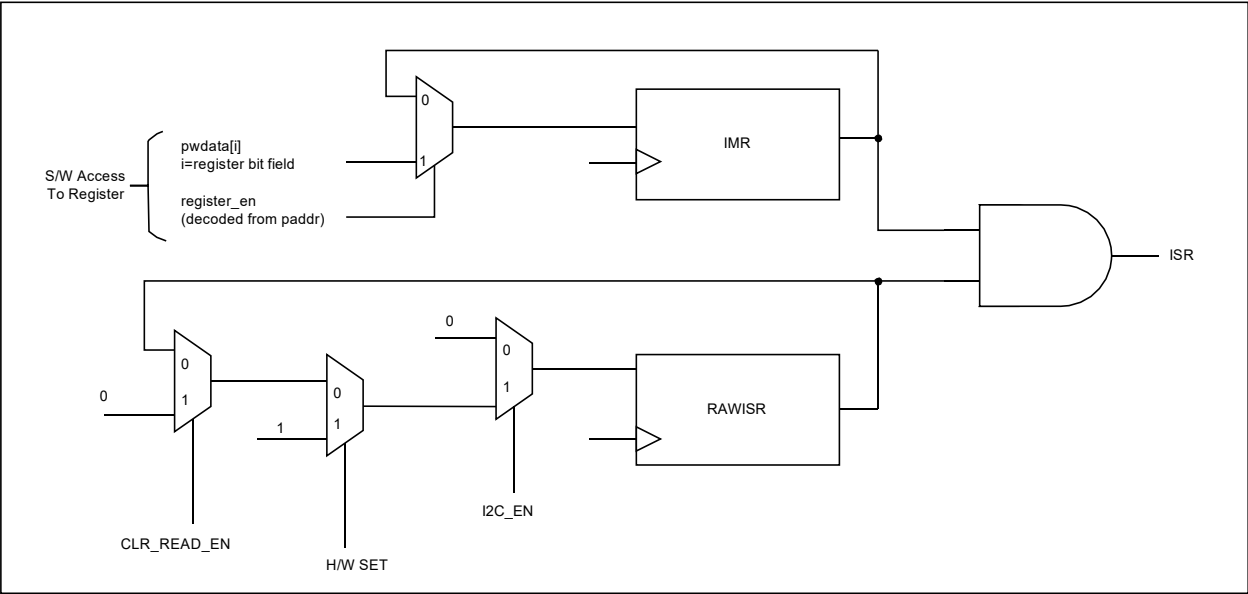 0
pwdata[i]
i=register bit field
1
IMR
S/W Access
To Register
register_en
(decoded from paddr)
ISR
0
0
0
0
0
1
1
1
1
RAWISR
I2C_EN
CLR_READ_EN
H/W SET